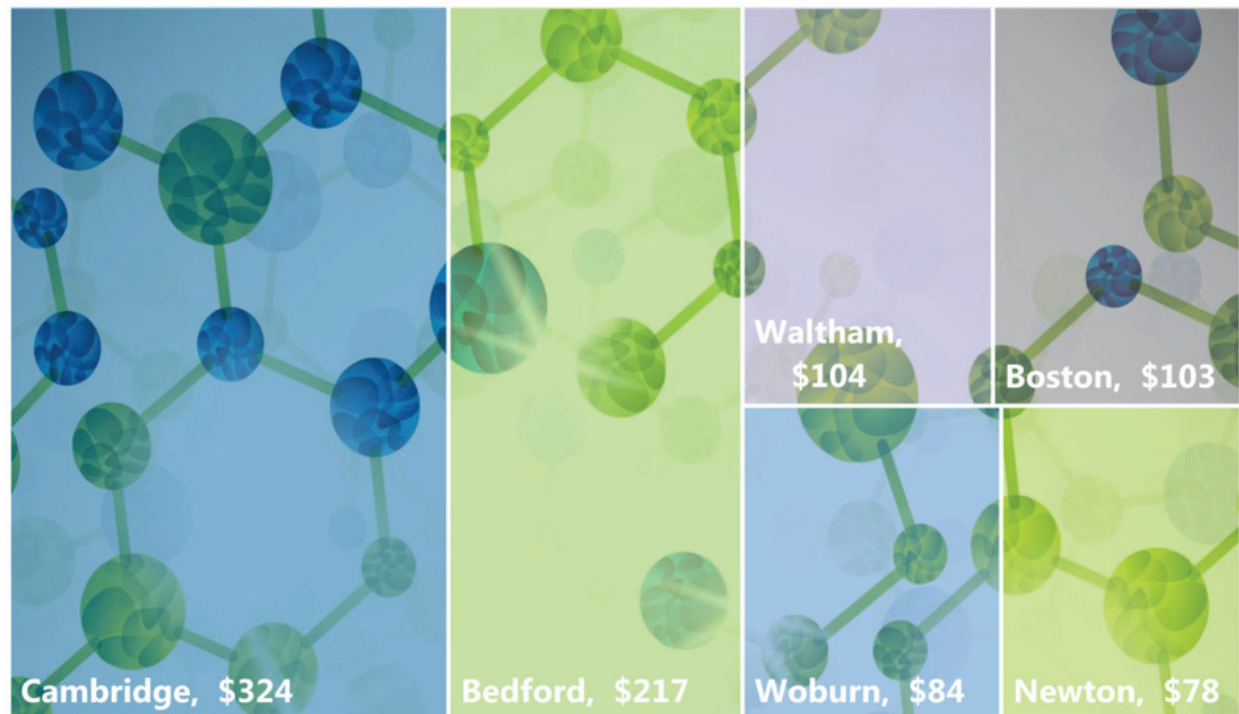 Waltham,
$104
Boston, $103
Cambridge, $324
Bedford, $217
Woburn, $84
Newton, $78